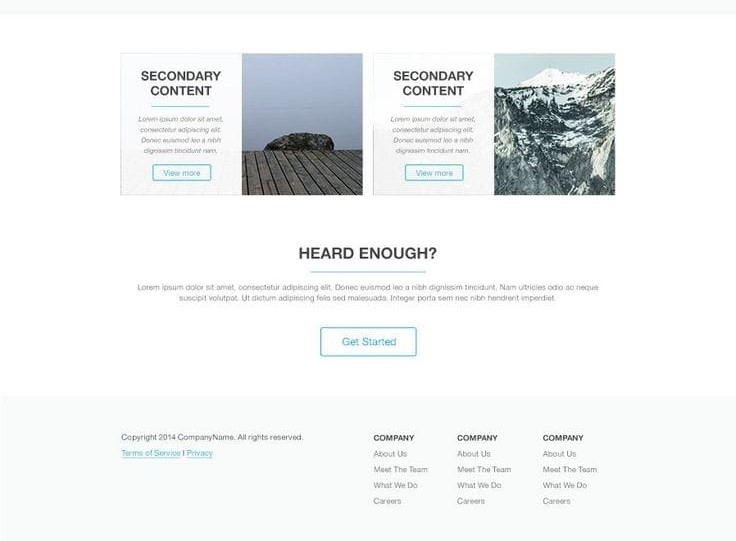 SECONDARY
CONTENT
Lorem ipsum dolor sit amet,
consectetur adipiscing elit.
Donec euismod leo a nibh
dignissim tincidunt nam.
View more
SECONDARY
CONTENT
Lorem ipsum dolor sit amet,
consectetur adipiscing elit.
Donec euismod leo a nibh
dignissim tincidunt nam.
View more
HEARD ENOUGH?
Lorem ipsum dolor sit amet, consectetur adipiscing elit. Donec euismod leo a nibh dignissim tincidunt. Nam ultricies odio ac neque
suscipit volutpat. Ut dictum adipiscing felis sed malesuada. Integer porta sem nec nibh hendrerit imperdiet.
Get Started
Copyright 2014 CompanyName. All rights reserved.
Terms of Service | Privacy
COMPANY
About Us
Meet The Team
What We Do
Careers
COMPANY
About Us
Meet The Team
What We Do
Careers
COMPANY
About Us
Meet The Team
What We Do
Careers